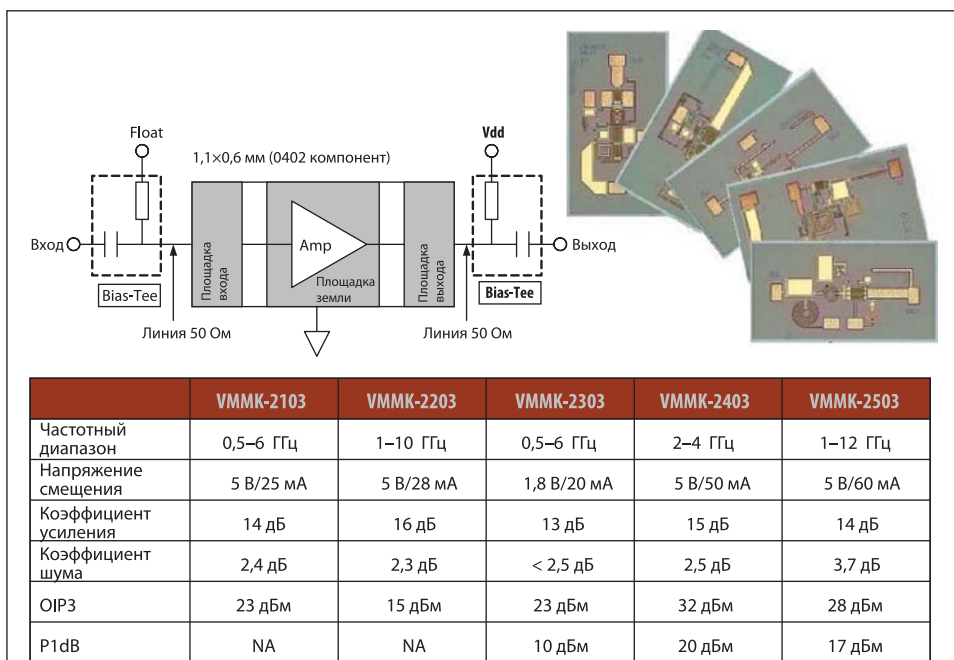 Float
Vdd
1,1×0,6 мм (0402 компонент)
Вход
Amp
Выход
Площадка
входа
Площадка
земли
Площадка
выхода
Bias-Tee
Bias-Tee
Линия 50 Ом
Линия 50 Ом
VMMK-2103 VMMK-2203 VMMK-2303 VMMK-2403 VMMK-2503
Частотный
диапазон 0,5–6 ГГц 1–10 ГГц 0,5–6 ГГц 2–4 ГГц 1–12 ГГц
Напряжение
смещения 5 В/25 мА 5 В/28 мА 1,8 В/20 мА 5 В/50 мА 5 В/60 мА
Коэффициент
усиления 14 дБ 16 дБ 13 дБ 15 дБ 14 дБ
Коэффициент
шума 2,4 дБ 2,3 дБ < 2,5 дБ 2,5 дБ 3,7 дБ
OIP3 23 дБм 15 дБм 23 дБм 32 дБм 28 дБм
P1dB NA NA 10 дБм 20 дБм 17 дБм